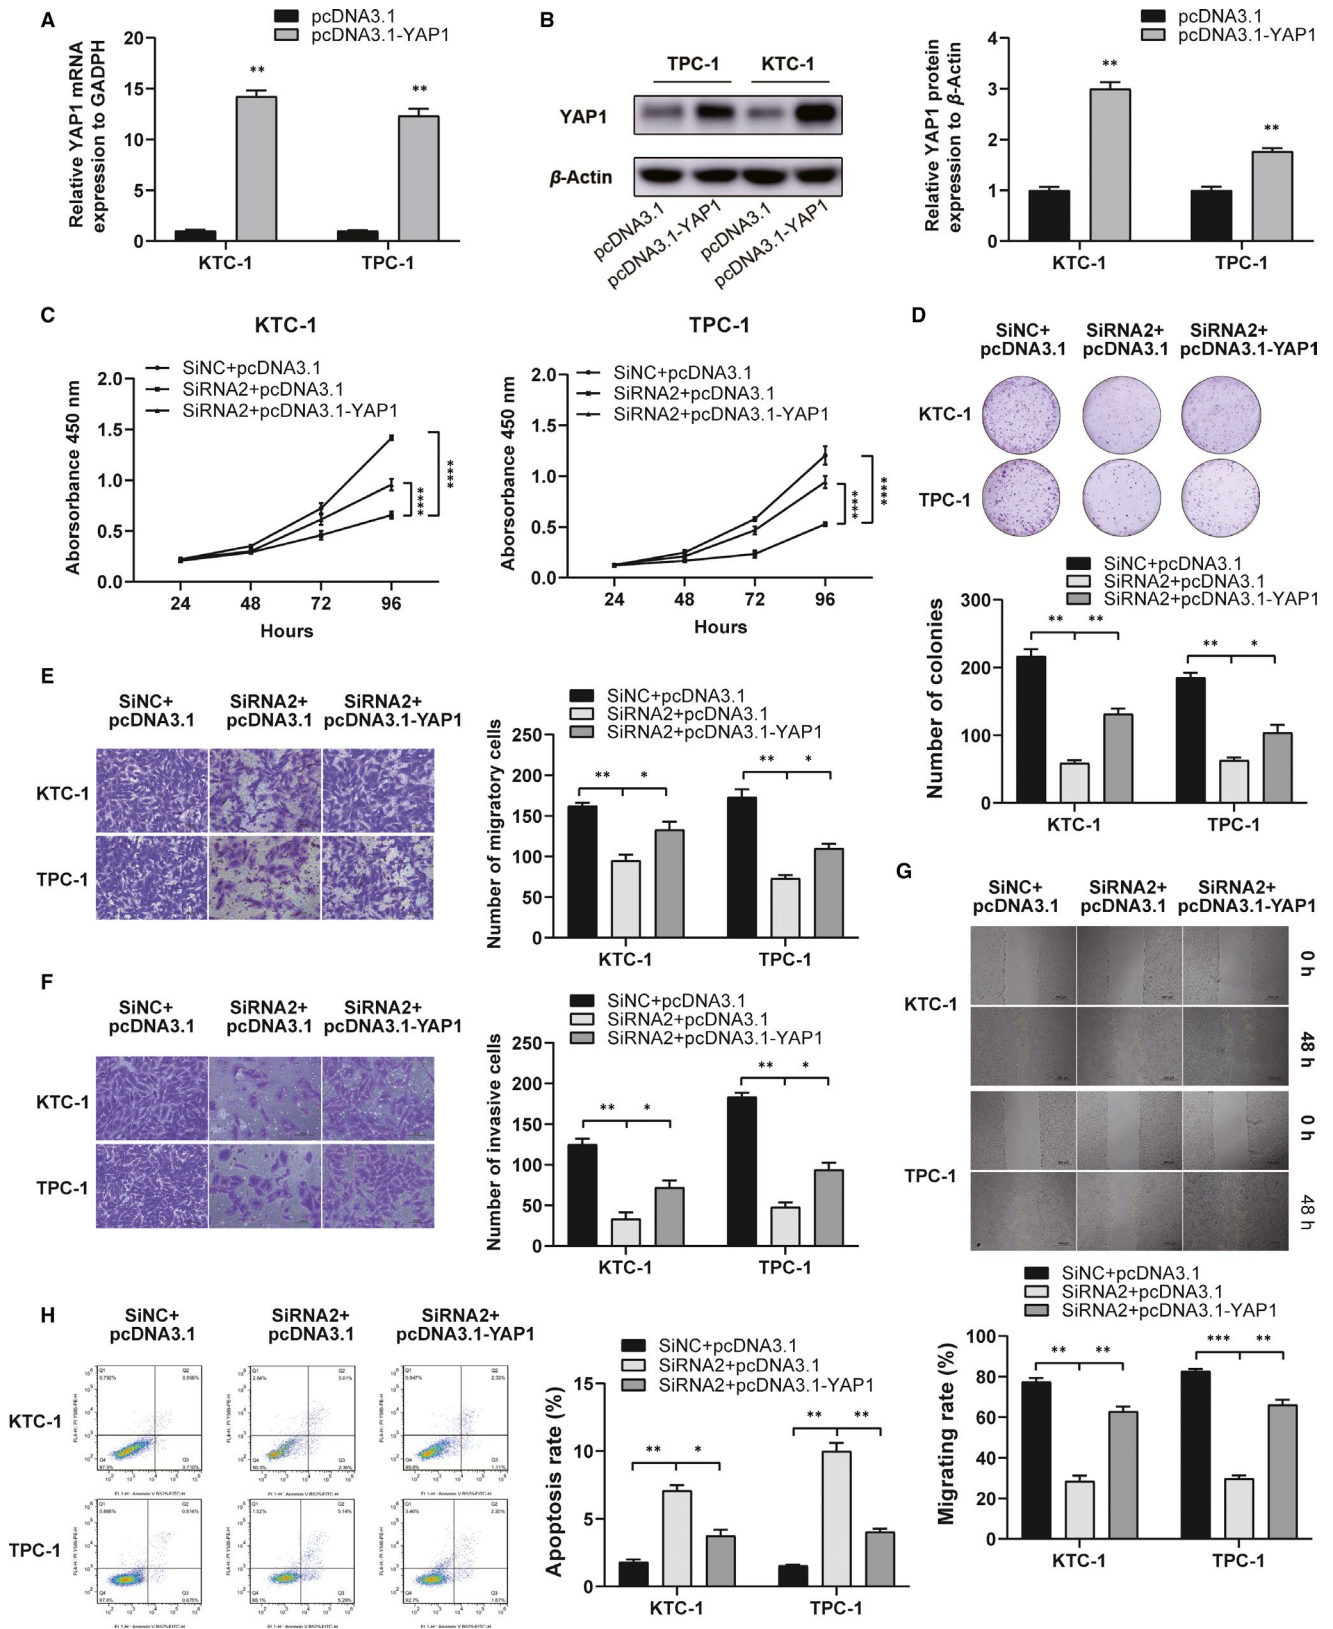 A
pcDNA3.1
pcDNA3.1-YAP1
Relative YAP1 mRNA
expression to GADPH
20
15
10
5
0
**
**
KTC-1
TPC-1
B
TPC-1
KTC-1
YAP1
β-Actin
pcDNA3.1
pcDNA3.1-YAP1
pcDNA3.1
pcDNA3.1-YAP1
pcDNA3.1
pcDNA3.1-YAP1
Relative YAP1 protein
expression to β-Actin
4
3
2
1
0
**
**
KTC-1
TPC-1
C
KTC-1
SiNC+pcDNA3.1
SiRNA2+pcDNA3.1
SiRNA2+pcDNA3.1-YAP1
Aborsorbance 450 nm
2.0
1.5
1.0
0.5
0.0
****
****
24
48
72
96
Hours
TPC-1
SiNC+pcDNA3.1
SiRNA2+pcDNA3.1
SiRNA2+pcDNA3.1-YAP1
Aborsorbance 450 nm
2.0
1.5
1.0
0.5
0.0
****
****
24
48
72
96
Hours
D
SiNC+
pcDNA3.1
SiRNA2+
pcDNA3.1
SiRNA2+
pcDNA3.1-YAP1
KTC-1
TPC-1
SiNC+pcDNA3.1
SiRNA2+pcDNA3.1
SiRNA2+pcDNA3.1-YAP1
Number of colonies
300
200
100
0
**
**
**
*
KTC-1
TPC-1
E
SiNC+
pcDNA3.1
SiRNA2+
pcDNA3.1
SiRNA2+
pcDNA3.1-YAP1
KTC-1
TPC-1
SiNC+pcDNA3.1
SiRNA2+pcDNA3.1
SiRNA2+pcDNA3.1-YAP1
Number of migratory cells
250
200
150
100
50
0
**
*
**
*
KTC-1
TPC-1
F
SiNC+
pcDNA3.1
SiRNA2+
pcDNA3.1
SiRNA2+
pcDNA3.1-YAP1
KTC-1
TPC-1
SiNC+pcDNA3.1
SiRNA2+pcDNA3.1
SiRNA2+pcDNA3.1-YAP1
Number of invasive cells
250
200
150
100
50
0
**
*
**
*
KTC-1
TPC-1
G
SiNC+
pcDNA3.1
SiRNA2+
pcDNA3.1
SiRNA2+
pcDNA3.1-YAP1
KTC-1
0 h
48 h
TPC-1
0 h
48 h
SiNC+pcDNA3.1
SiRNA2+pcDNA3.1
SiRNA2+pcDNA3.1-YAP1
Migrating rate (%)
100
80
60
40
20
0
**
**
***
**
KTC-1
TPC-1
H
SiNC+
pcDNA3.1
SiRNA2+
pcDNA3.1
SiRNA2+
pcDNA3.1-YAP1
KTC-1
TPC-1
SiNC+pcDNA3.1
SiRNA2+pcDNA3.1
SiRNA2+pcDNA3.1-YAP1
Apoptosis rate (%)
15
10
5
0
**
*
**
**
KTC-1
TPC-1